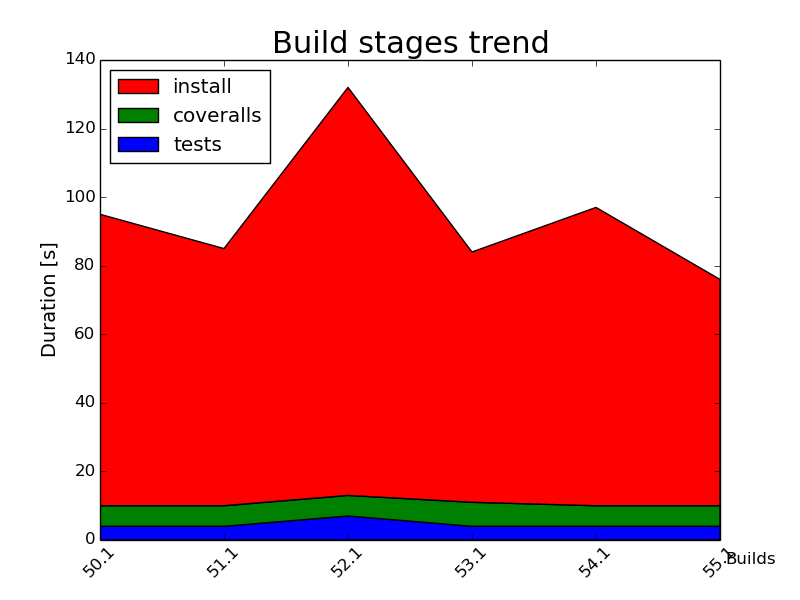 Build stages trend
140
120
100
80
60
40
20
0
Duration [s]
install
coveralls
tests
50.1
51.1
52.1
53.1
54.1
55.1
Builds